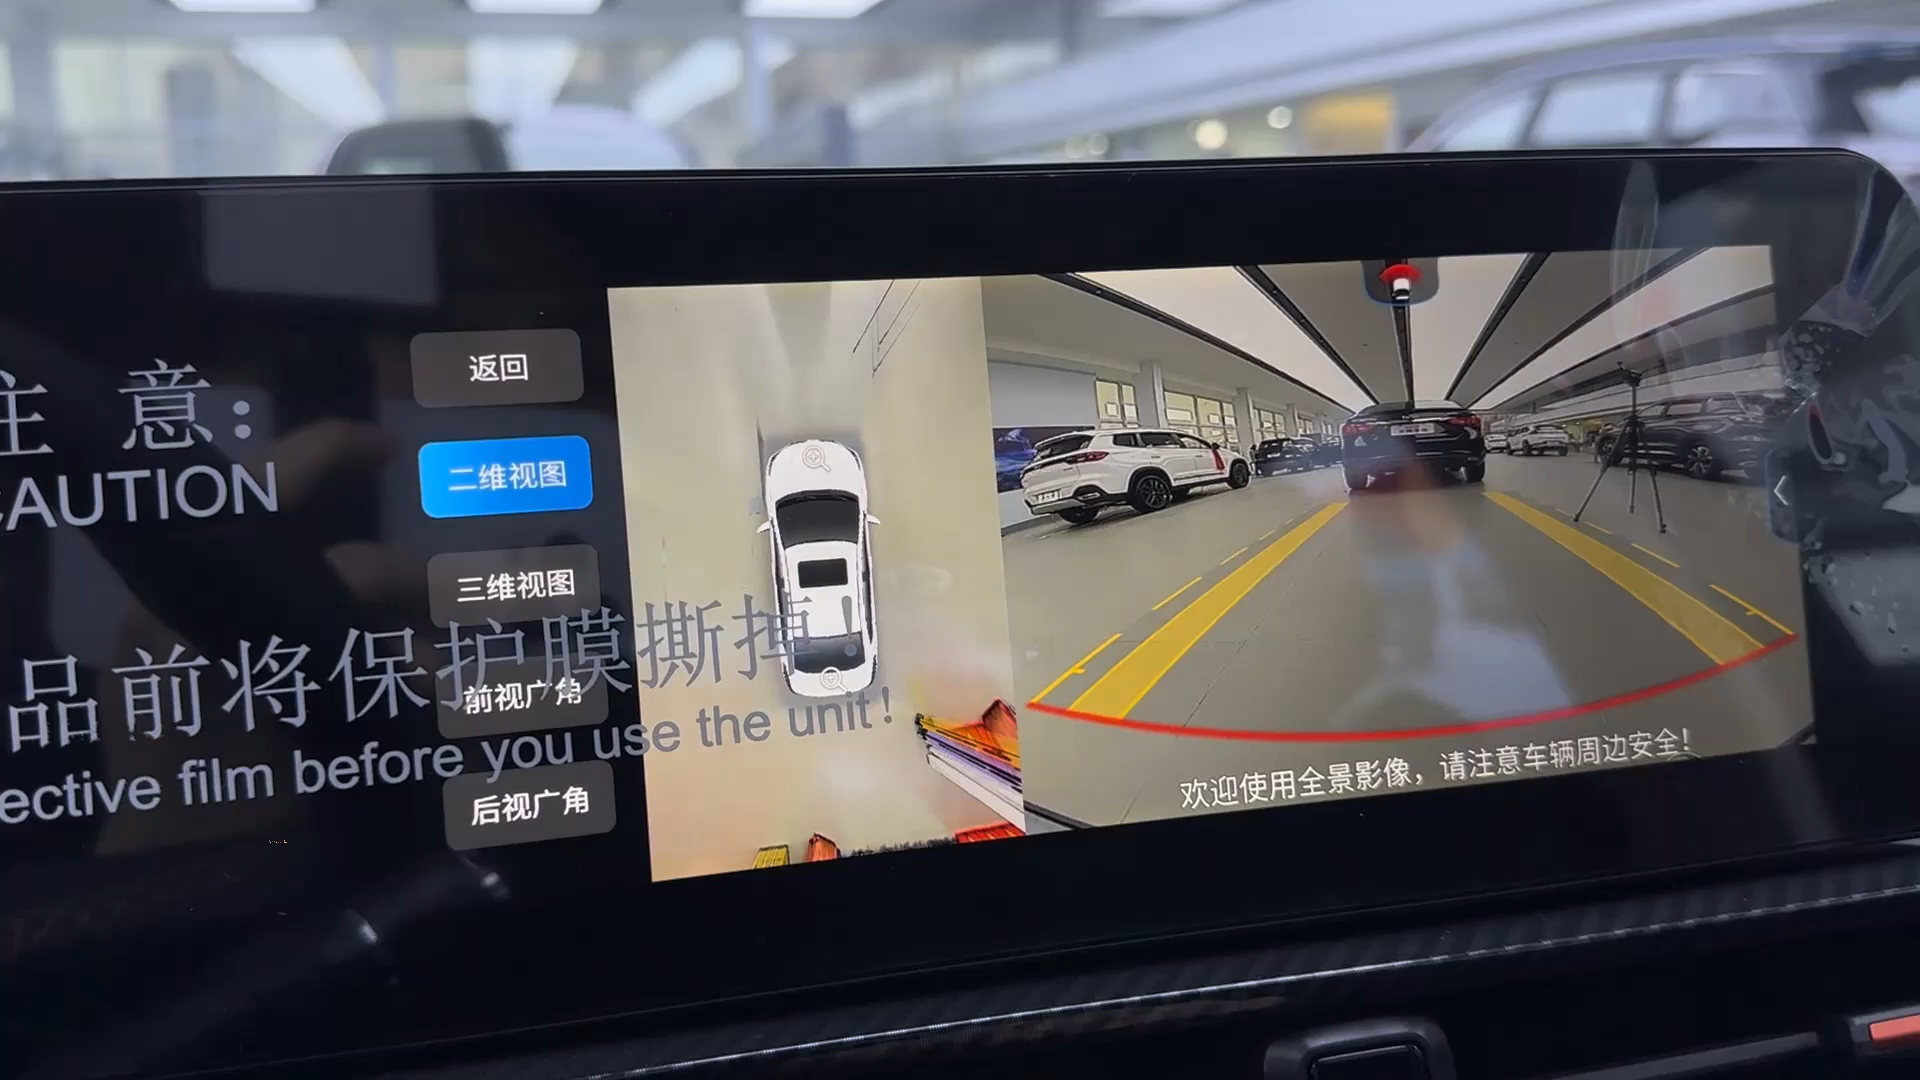 注 意:
CAUTION
品前将保护膜撕掉!
ective film before you use the unit!
返回
二维视图
三维视图
前视广角
后视广角
欢迎使用全景影像，请注意车辆周边安全!